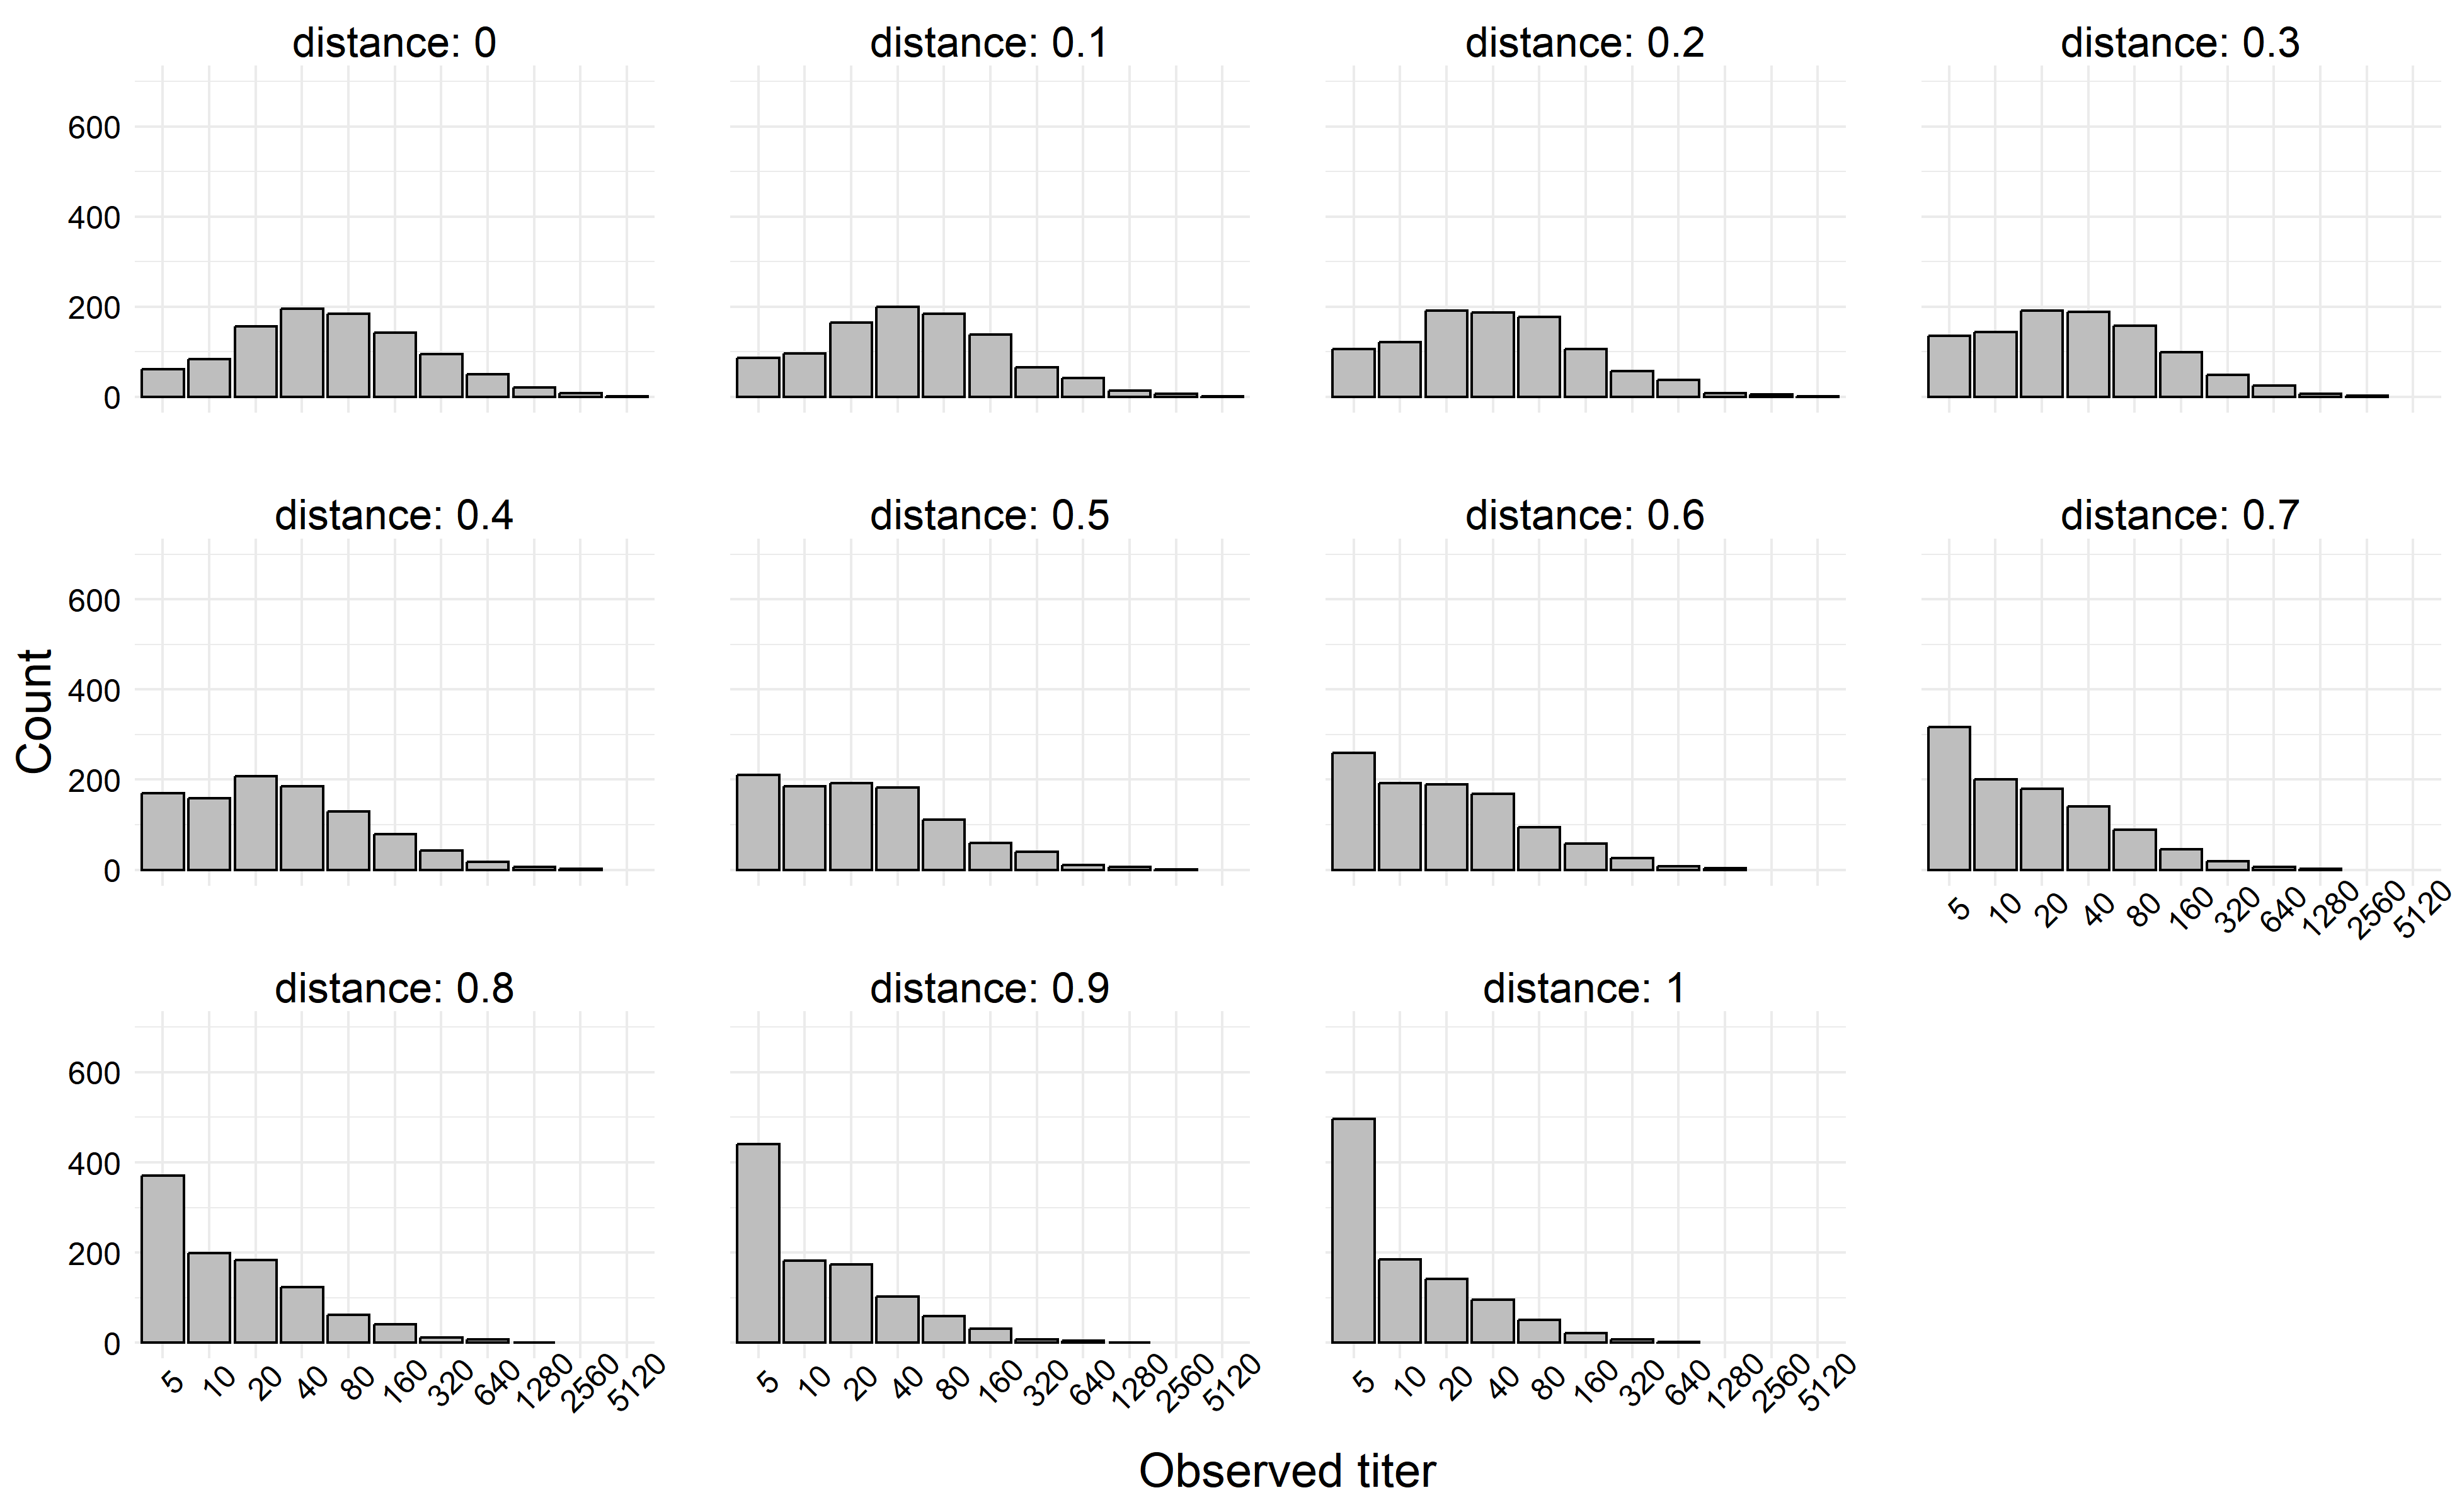 distance: 0
distance: 0.1
distance: 0.2
distance: 0.3
600
400
200
0
distance: 0.4
distance: 0.5
distance: 0.6
distance: 0.7
600
400
200
0
5 10 20 40 80 160 320 640 1280 2560 5120
Count
distance: 0.8
distance: 0.9
distance: 1
600
400
200
0
5 10 20 40 80 160 320 640 1280 2560 5120
5 10 20 40 80 160 320 640 1280 2560 5120
5 10 20 40 80 160 320 640 1280 2560 5120
Observed titer